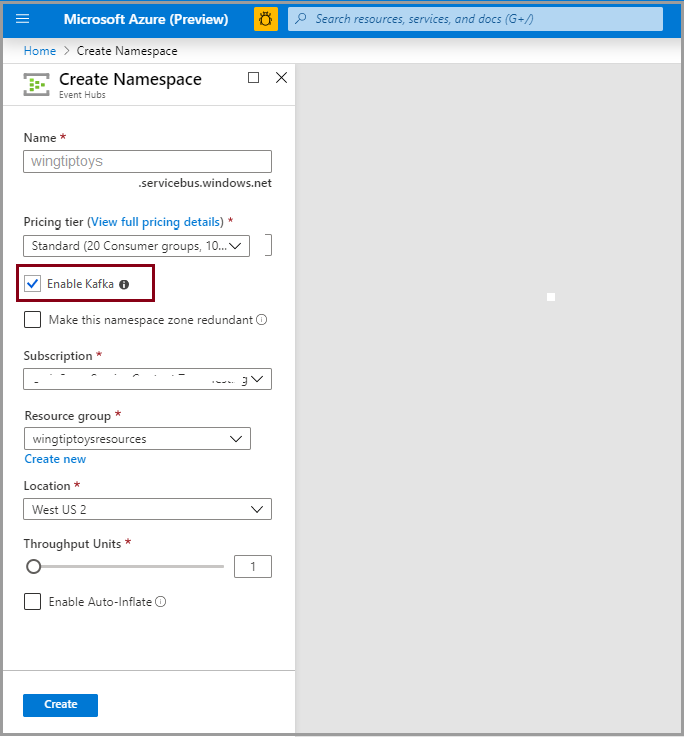 Microsoft Azure (Preview)
Search resources, services, and docs (G+/)
Home > Create Namespace
Create Namespace
Event Hubs
Name *
wingtiptoys
.servicebus.windows.net
Pricing tier (View full pricing details) *
Standard (20 Consumer groups, 10...
Enable Kafka
Make this namespace zone redundant
Subscription *
Resource group *
wingtiptoysresources
Create new
Location *
West US 2
Throughput Units *
1
Enable Auto-Inflate
Create